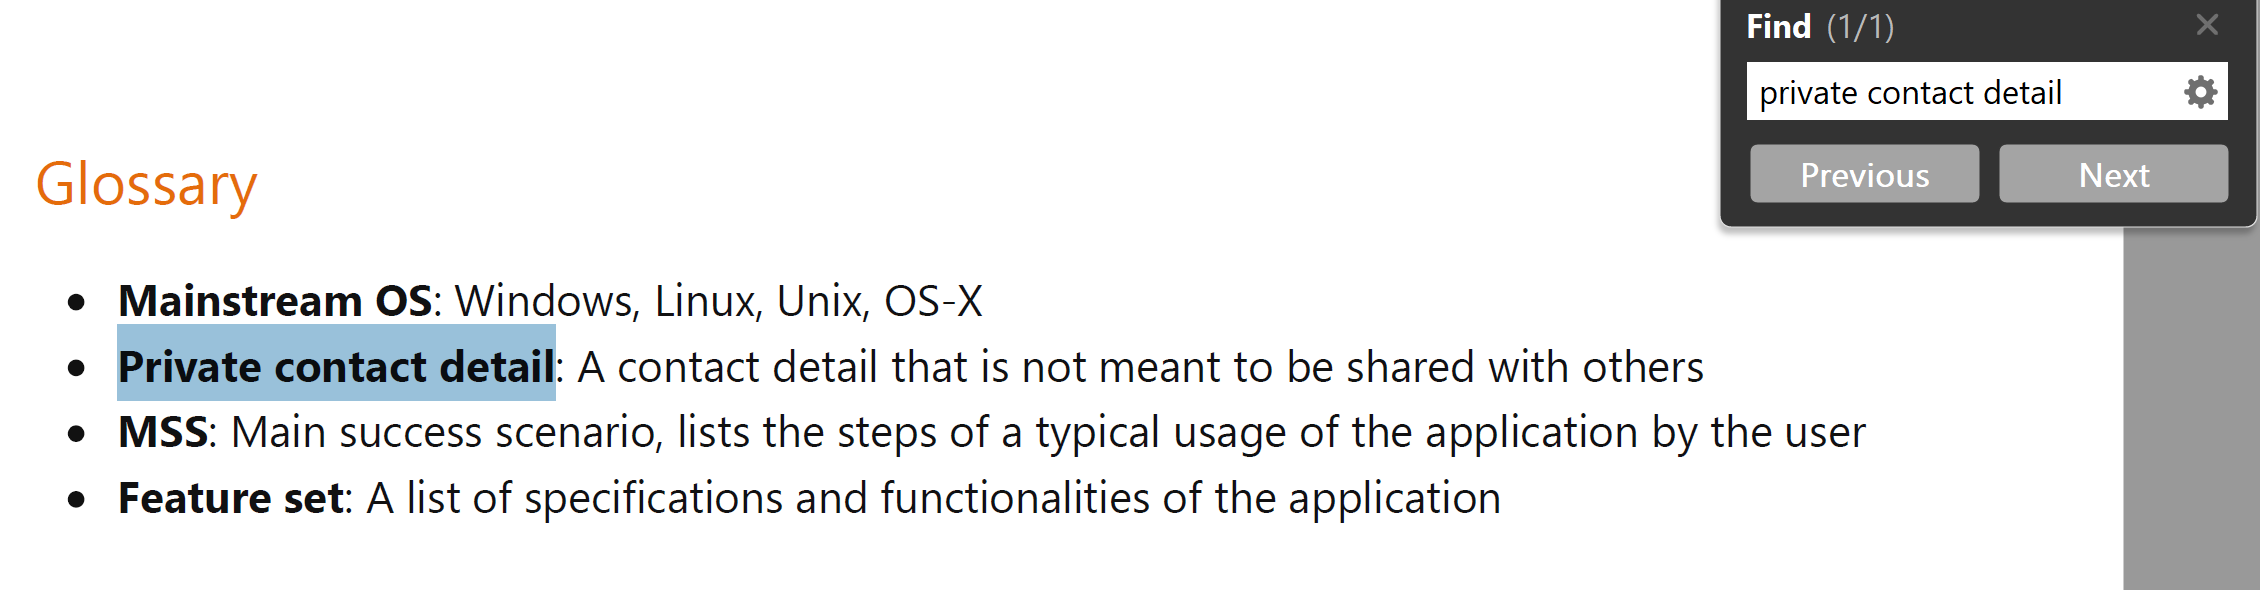 Find (1/1)
private contact detail
Previous Next
Glossary
• Mainstream OS: Windows, Linux, Unix, OS-X
• Private contact detail: A contact detail that is not meant to be shared with others
• MSS: Main success scenario, lists the steps of a typical usage of the application by the user
• Feature set: A list of specifications and functionalities of the application